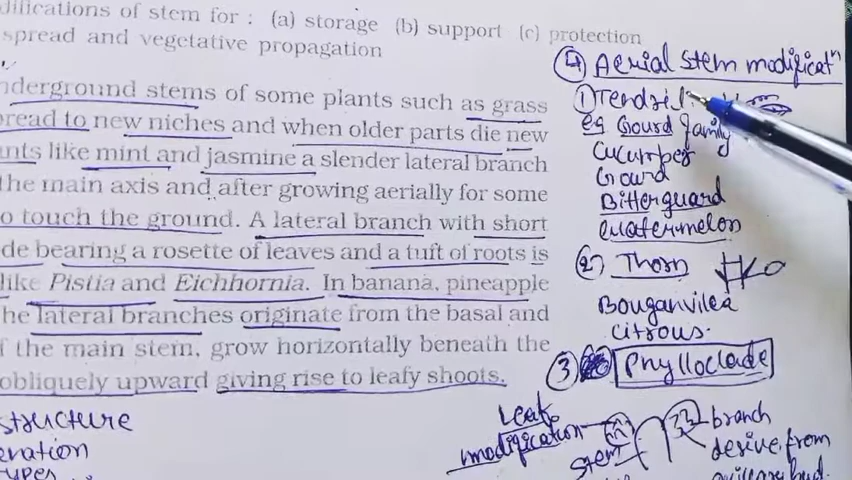 difications of stem for : (a) storage (b) support (c) protection
spread and vegetative propagation
nderground stems of some plants such as grass
pread to new niches and when older parts die new
ants like mint and jasmine a slender lateral branch
the main axis and after growing aerially for some
o touch the ground. A lateral branch with short
de bearing a rosette of leaves and a tuft of roots is
like Pistia and Eichhornia. In banana, pineapple
he lateral branches originate from the basal and
f the main stem, grow horizontally beneath the
obliquely upward giving rise to leafy shoots.
④ Aerial stem modificatⁿ
① Tendril
eg Gourd family
Cucumber
Gourd
Bitterguard
watermelon
② Thorn
Bouganvilea
citrous.
③ Phylloclade
structure
eration
types
Leaf
modification
stem
branch
desive from